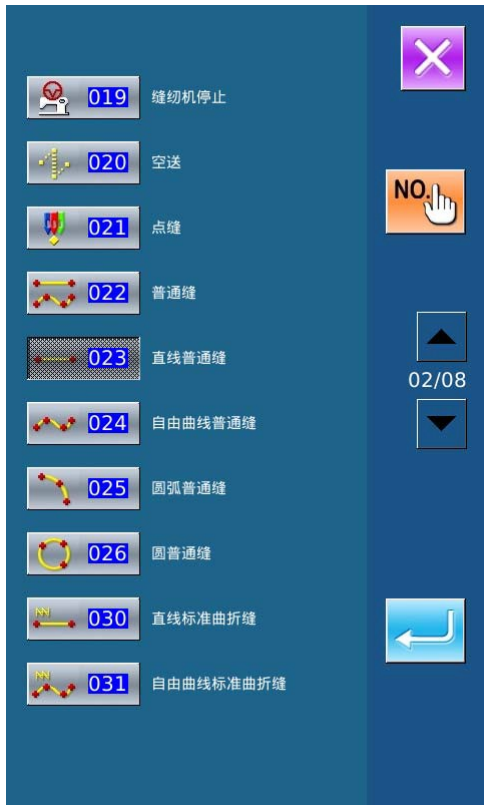 019 缝纫机停止
NO.
020 空送
021 点缝
022 普通缝
023 直线普通缝
02/08
024 自由曲线普通缝
025 圆弧普通缝
026 圆普通缝
030 直线标准曲折缝
031 自由曲线标准曲折缝